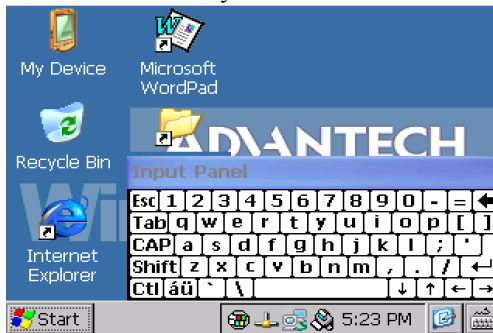 My Device
Microsoft
WordPad
Recycle Bin
ADVANTECH
Wi
Internet
Explorer
Input Panel
Esc 1 2 3 4 5 6 7 8 9 0 - =
Tab q w e r t y u i o p [ ]
CAP a s d f g h j k l ; '
Shift z x c v b n m , . /
Ctl áü ` \
Start
5:23 PM